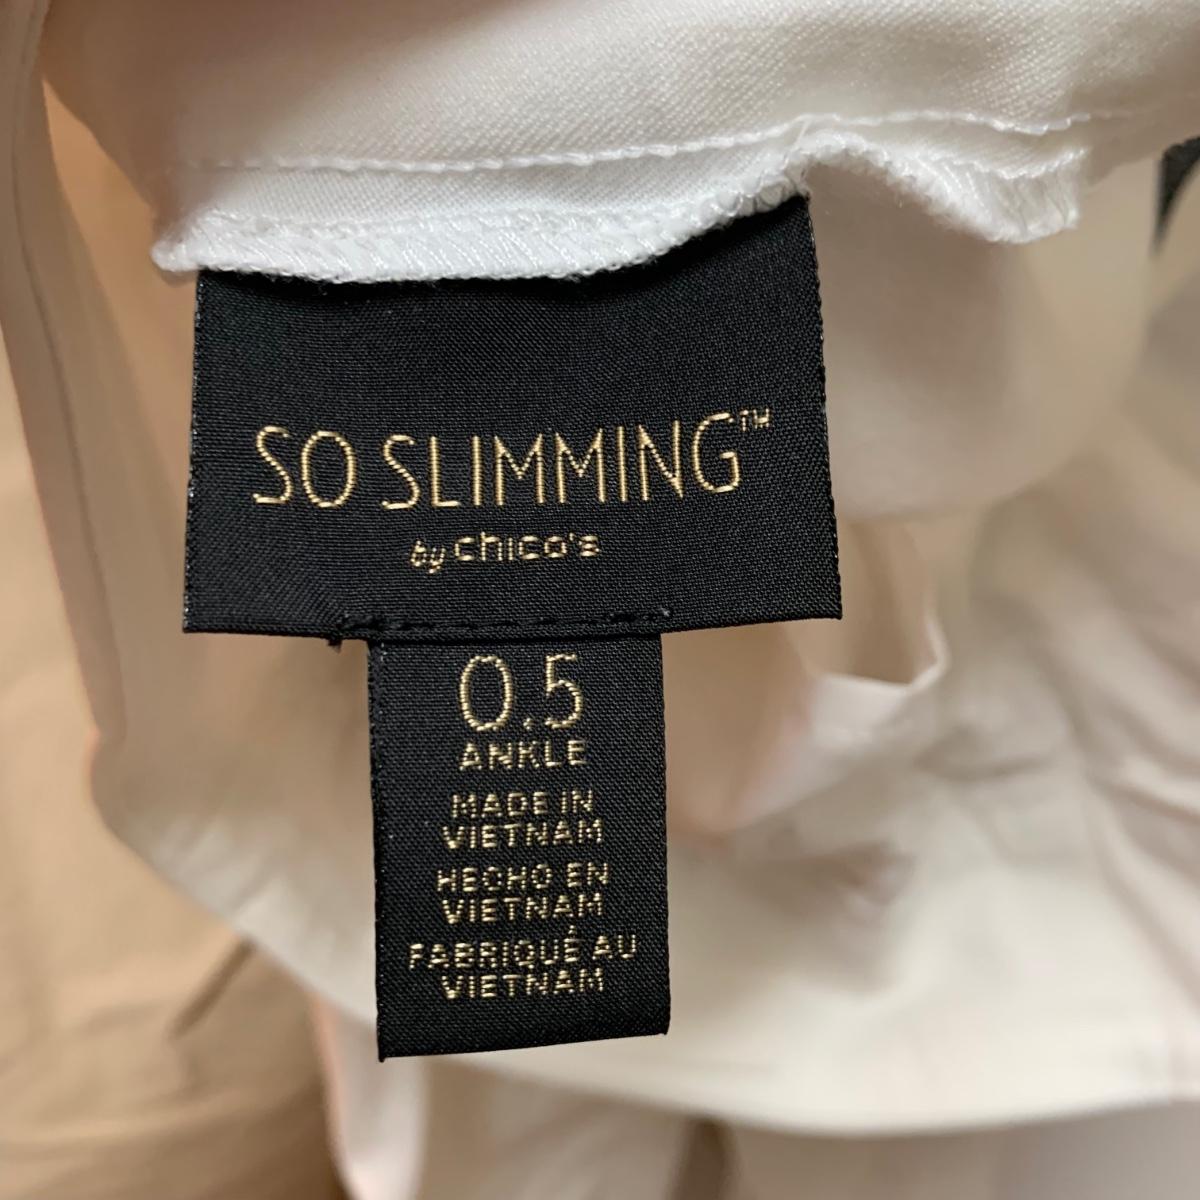 SO SLIMMING™
by chico's
0.5
ANKLE
MADE IN
VIETNAM
HECHO EN
VIETNAM
FABRIQUÉ AU
VIETNAM